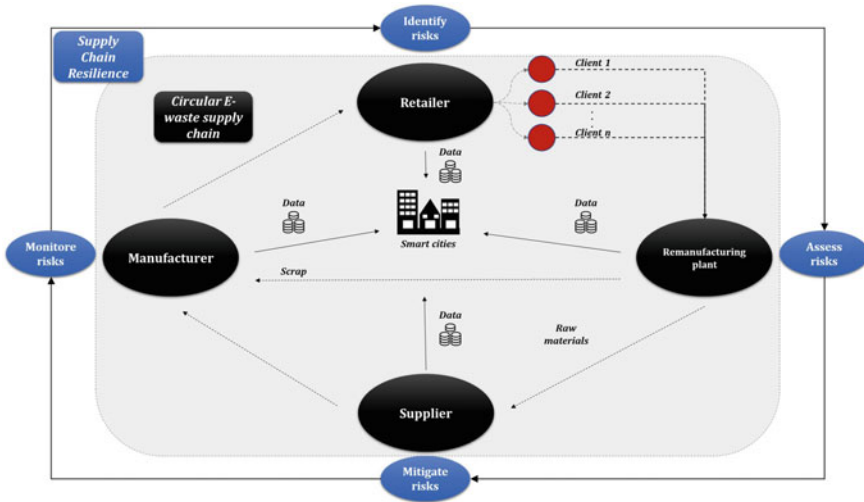 Identify
risks
Supply
Chain
Resilience
Circular E-
waste supply
chain
Retailer
Client 1
Client 2
Client n
Data
Data
Data
Smart cities
Monitore
risks
Manufacturer
Remanufacturing
plant
Assess
risks
Scrap
Data
Raw
materials
Supplier
Mitigate
risks